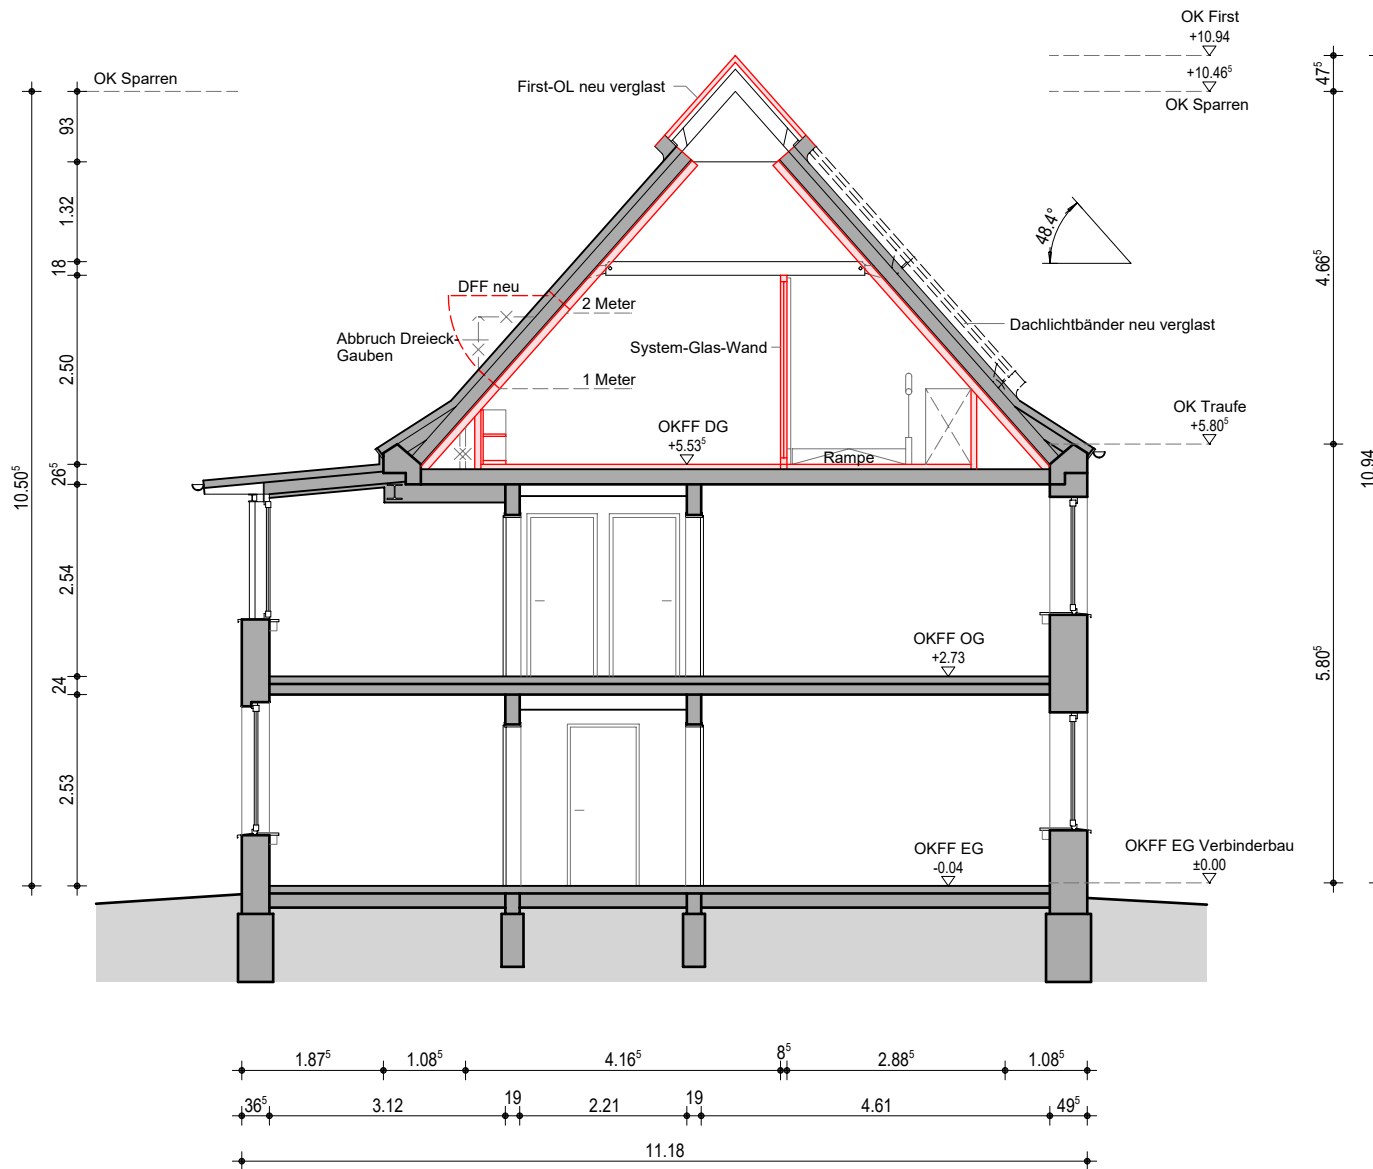 OK First
+10.94
OK Sparren
+10.46⁵
OK Sparren
First-OL neu verglast
47⁵
93
1.32
48.4°
18
DFF neu
2 Meter
4.66⁵
Abbruch Dreieck-
Gauben
Dachlichtbänder neu verglast
System-Glas-Wand
2.50
1 Meter
OK Traufe
+5.80⁵
OKFF DG
+5.53⁵
Rampe
26⁵
10.50⁵
10.94
2.54
OKFF OG
+2.73
5.80⁵
24
2.53
OKFF EG
-0.04
OKFF EG Verbinderbau
±0.00
1.87⁵ 1.08⁵ 4.16⁵ 8⁵ 2.88⁵ 1.08⁵
36⁵ 3.12 19 2.21 19 4.61 49⁵
11.18